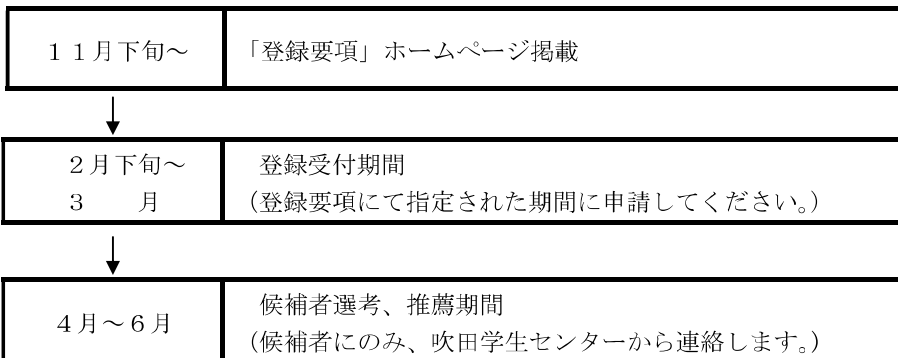 11月下旬～ 「登録要項」ホームページ掲載
2月下旬～ 登録受付期間
3 月 (登録要項にて指定された期間に申請してください。)
4月～6月 候補者選考、推薦期間
(候補者にのみ、吹田学生センターから連絡します。)